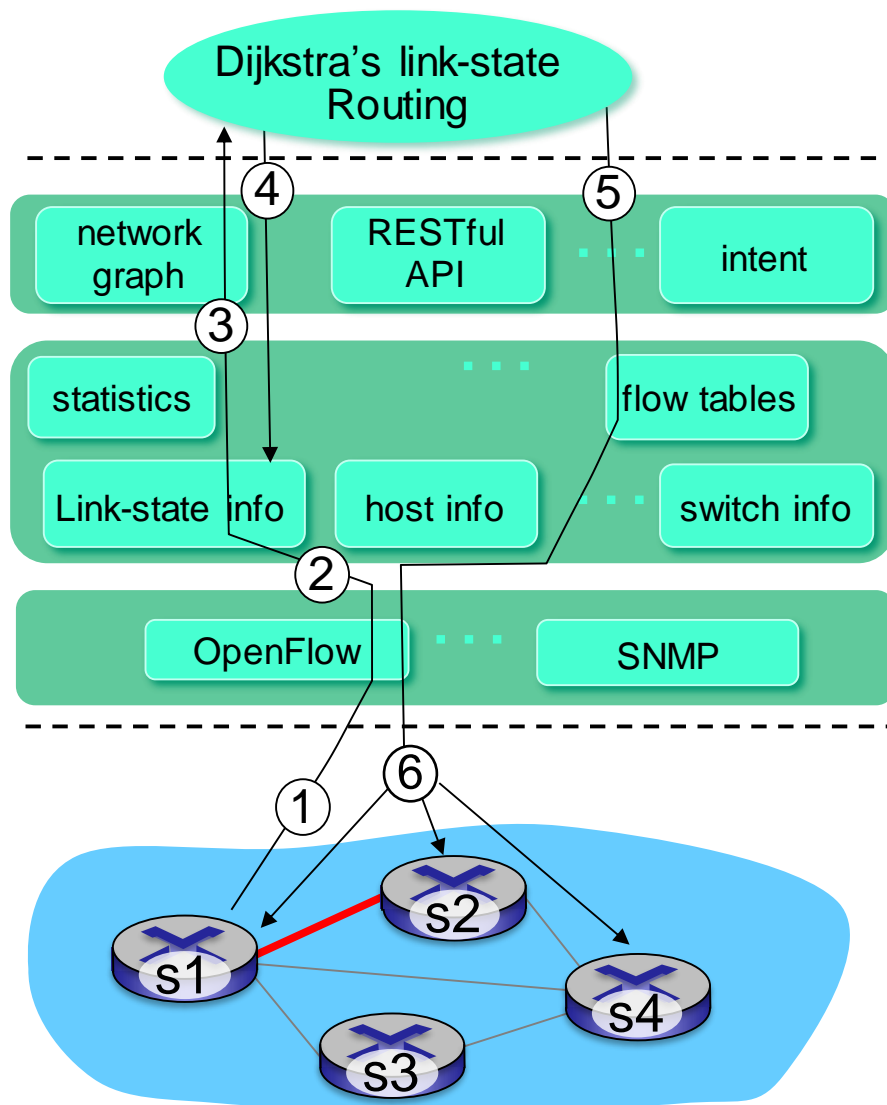 Dijkstra’s link-state
Routing
4
5
network
graph
RESTful
API
. . .
intent
3
statistics
. . .
flow tables
Link-state info
host info
. . .
switch info
2
OpenFlow
. . .
SNMP
1
6
s2
s1
s4
s3